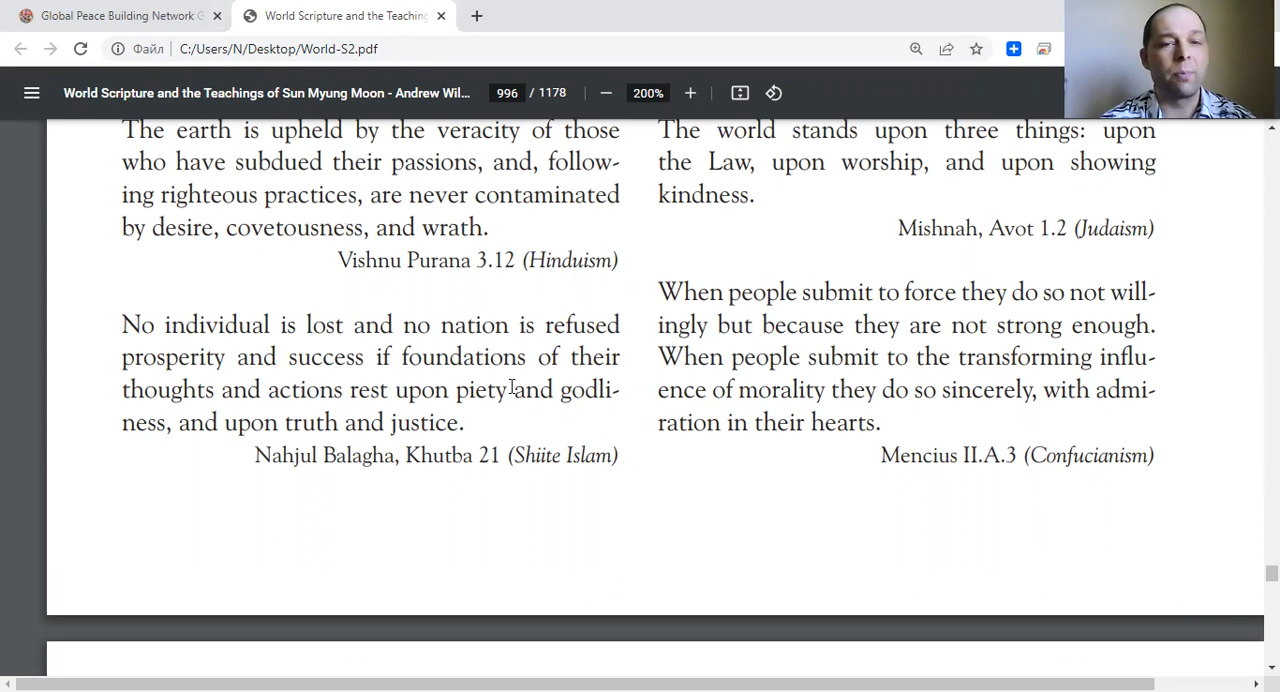 Global Peace Building Network G
World Scripture and the Teaching
Файл
C:/Users/N/Desktop/World-S2.pdf
World Scripture and the Teachings of Sun Myung Moon - Andrew Wil...
996 / 1178
200%
The earth is upheld by the veracity of those
who have subdued their passions, and, follow-
ing righteous practices, are never contaminated
by desire, covetousness, and wrath.
Vishnu Purana 3.12 (Hinduism)
No individual is lost and no nation is refused
prosperity and success if foundations of their
thoughts and actions rest upon piety and godli-
ness, and upon truth and justice.
Nahjul Balagha, Khutba 21 (Shiite Islam)
The world stands upon three things: upon
the Law, upon worship, and upon showing
kindness.
Mishnah, Avot 1.2 (Judaism)
When people submit to force they do so not will-
ingly but because they are not strong enough.
When people submit to the transforming influ-
ence of morality they do so sincerely, with admi-
ration in their hearts.
Mencius II.A.3 (Confucianism)